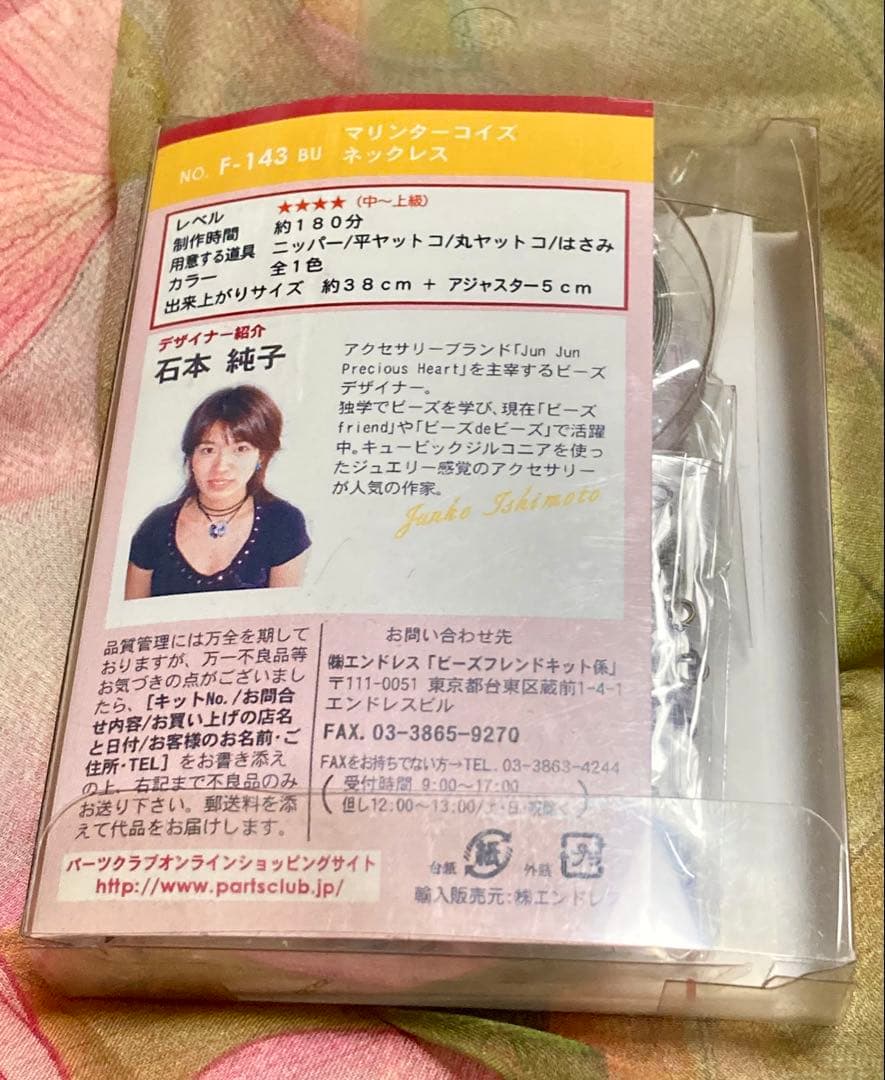 NO. F-143 BU マリンターコイズ
ネックレス
レベル ★★★★(中～上級)
制作時間 約180分
用意する道具 ニッパー/平ヤットコ/丸ヤットコ/はさみ
カラー 全1色
出来上がりサイズ 約38cm + アジャスター5cm
デザイナー紹介
石本 純子
アクセサリーブランド「Jun Jun
Precious Heart」を主宰するビーズ
デザイナー。
独学でビーズを学び、現在「ビーズ
friend」や「ビーズdeビーズ」で活躍
中。キュービックジルコニアを使っ
たジュエリー感覚のアクセサリー
が人気の作家。
Junko Ishimoto
品質管理には万全を期して
おりますが、万一不良品等
お気づきの点がございまし
たら、[キットNo./お問合
せ内容/お買い上げの店名
と日付/お客様のお名前・ご
住所・TEL]をお書き添え
の上、右記まで不良品のみ
お送り下さい。郵送料を添
えて代品をお届けします。
お問い合わせ先
㈱エンドレス「ビーズフレンドキット係」
〒111-0051 東京都台東区蔵前1-4-1
エンドレスビル
FAX. 03-3865-9270
FAXをお持ちでない方→TEL. 03-3863-4244
(受付時間 9:00～17:00
但し12:00～13:00/土・日・祝除く)
パーツクラブオンラインショッピングサイト
http://www.partsclub.jp/
台紙 紙 外装 プラ
輸入販売元:㈱エンドレス